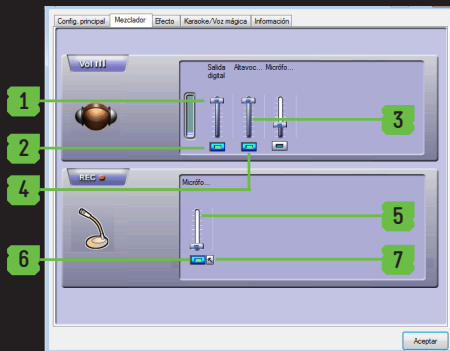 Config. principal Mezclador Efecto Karaoke/Voz mágica Información
Vol
Salida digital Altavoc... Micrófo...
1
3
2
4
REC
Micrófo...
5
6
7
Aceptar